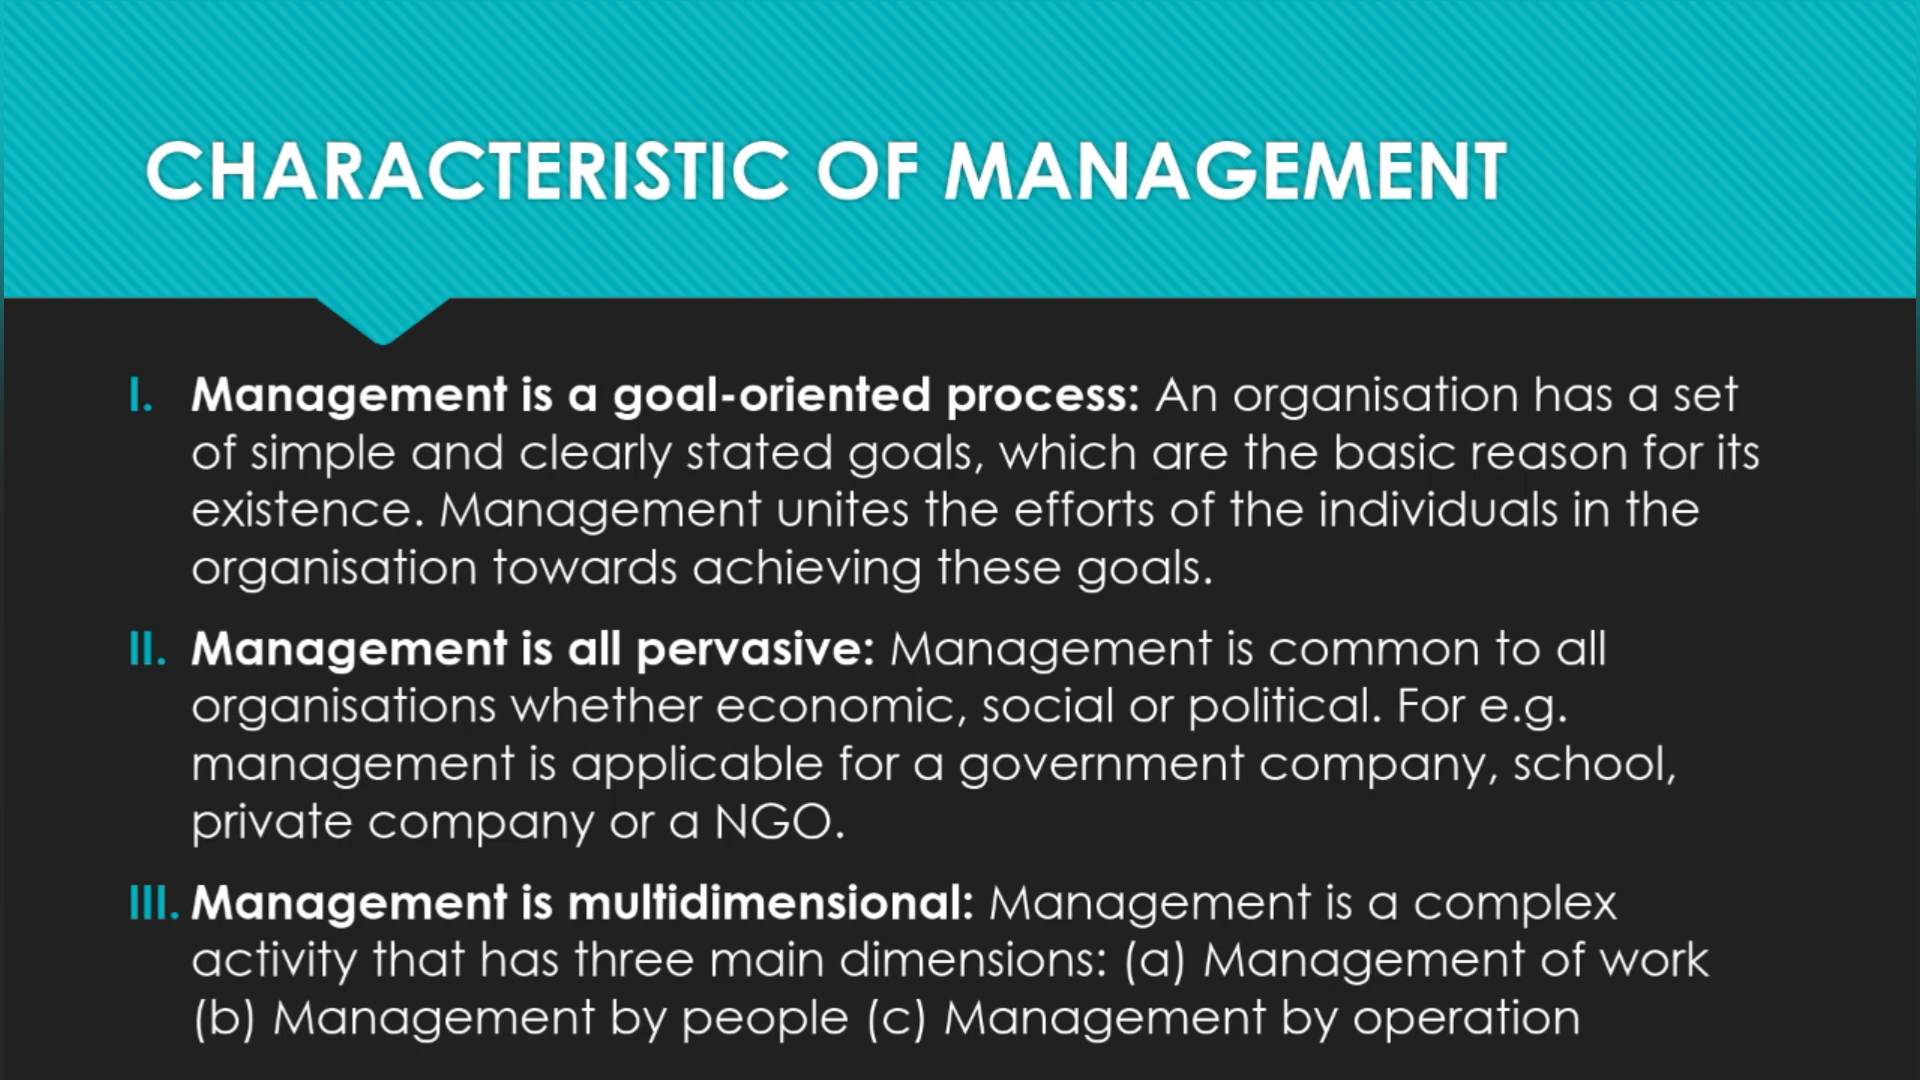 CHARACTERISTIC OF MANAGEMENT
I. Management is a goal-oriented process: An organisation has a set
of simple and clearly stated goals, which are the basic reason for its
existence. Management unites the efforts of the individuals in the
organisation towards achieving these goals.
II. Management is all pervasive: Management is common to all
organisations whether economic, social or political. For e.g.
management is applicable for a government company, school,
private company or a NGO.
III. Management is multidimensional: Management is a complex
activity that has three main dimensions: (a) Management of work
(b) Management by people (c) Management by operation